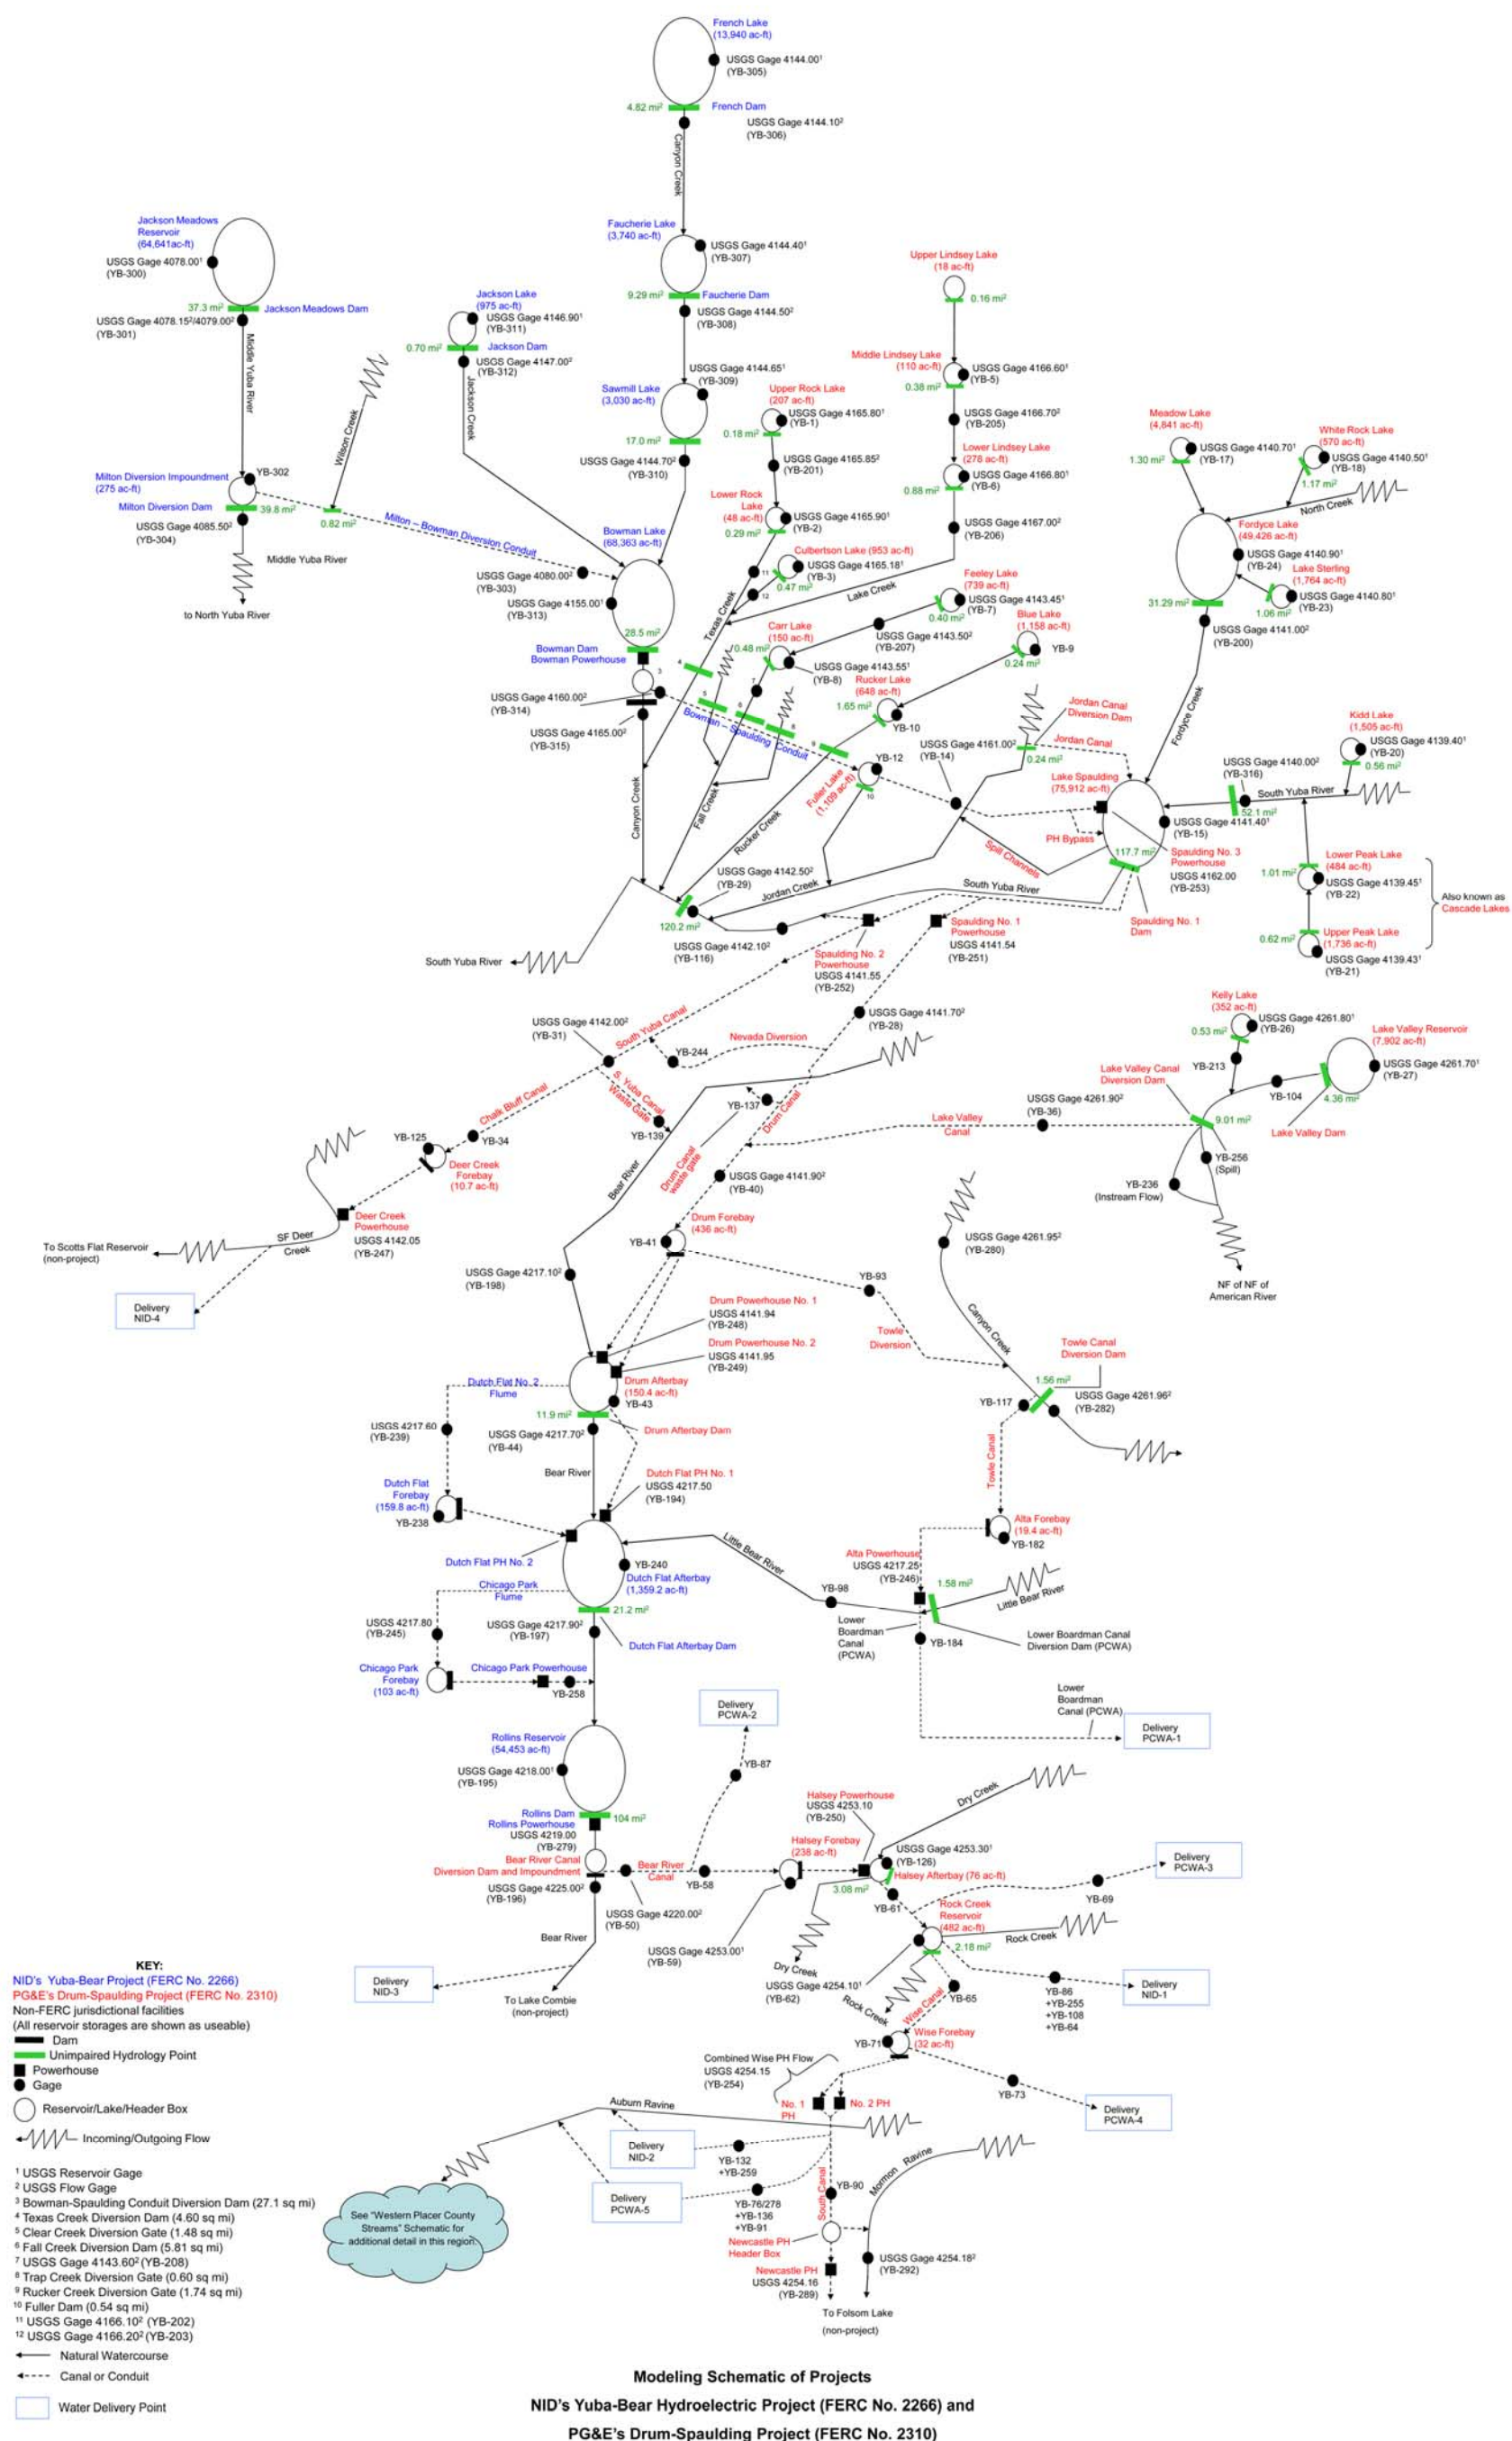 French Lake
(13,940 ac-ft)
USGS Gage 4144.00¹
(YB-305)
4.82 mi²
French Dam
USGS Gage 4144.10²
(YB-306)
Canyon Creek
Jackson Meadows
Reservoir
(64,641ac-ft)
USGS Gage 4078.00¹
(YB-300)
37.3 mi²
Jackson Meadows Dam
USGS Gage 4078.15²/4079.00²
(YB-301)
Middle Yuba River
Faucherie Lake
(3,740 ac-ft)
USGS Gage 4144.40¹
(YB-307)
9.29 mi²
Faucherie Dam
USGS Gage 4144.50²
(YB-308)
Jackson Lake
(975 ac-ft)
USGS Gage 4146.90¹
(YB-311)
0.70 mi²
Jackson Dam
USGS Gage 4147.00²
(YB-312)
Jackson Creek
Wilson Creek
USGS Gage 4144.65¹
(YB-309)
Sawmill Lake
(3,030 ac-ft)
17.0 mi²
USGS Gage 4144.70²
(YB-310)
Upper Lindsey Lake
(18 ac-ft)
0.16 mi²
Middle Lindsey Lake
(110 ac-ft)
USGS Gage 4166.60¹
(YB-5)
0.38 mi²
USGS Gage 4166.70²
(YB-205)
Lower Lindsey Lake
(278 ac-ft)
USGS Gage 4166.80¹
(YB-6)
0.88 mi²
USGS Gage 4167.00²
(YB-206)
Upper Rock Lake
(207 ac-ft)
USGS Gage 4165.80¹
(YB-1)
0.18 mi²
USGS Gage 4165.85²
(YB-201)
Lower Rock
Lake
(48 ac-ft)
USGS Gage 4165.90¹
(YB-2)
0.29 mi²
Meadow Lake
(4,841 ac-ft)
USGS Gage 4140.70¹
(YB-17)
1.30 mi²
White Rock Lake
(570 ac-ft)
USGS Gage 4140.50¹
(YB-18)
1.17 mi²
North Creek
Milton Diversion Impoundment
(275 ac-ft)
YB-302
Milton Diversion Dam
39.8 mi²
USGS Gage 4085.50²
(YB-304)
Middle Yuba River
to North Yuba River
0.82 mi²
Milton – Bowman Diversion Conduit
Bowman Lake
(68,363 ac-ft)
USGS Gage 4080.00²
(YB-303)
USGS Gage 4155.00¹
(YB-313)
28.5 mi²
Bowman Dam
Bowman Powerhouse
3
USGS Gage 4160.00²
(YB-314)
USGS Gage 4165.00²
(YB-315)
Culbertson Lake (953 ac-ft)
USGS Gage 4165.18¹
(YB-3)
0.47 mi²
11
12
Texas Creek
Lake Creek
Feeley Lake
(739 ac-ft)
USGS Gage 4143.45¹
(YB-7)
0.40 mi²
USGS Gage 4143.50²
(YB-207)
Carr Lake
(150 ac-ft)
0.48 mi²
USGS Gage 4143.55¹
(YB-8)
Blue Lake
(1,158 ac-ft)
YB-9
0.24 mi²
Rucker Lake
(648 ac-ft)
1.65 mi²
YB-10
4
5
6
7
8
9
Bowman – Spaulding Conduit
Fordyce Lake
(49,426 ac-ft)
USGS Gage 4140.90¹
(YB-24)
Lake Sterling
(1,764 ac-ft)
USGS Gage 4140.80¹
(YB-23)
1.06 mi²
31.29 mi²
USGS Gage 4141.00²
(YB-200)
Fordyce Creek
Jordan Canal
Diversion Dam
Jordan Canal
0.24 mi²
USGS Gage 4161.00²
(YB-14)
YB-12
Fuller Lake
(1,109 ac-ft)
10
Kidd Lake
(1,505 ac-ft)
USGS Gage 4139.40¹
(YB-20)
0.56 mi²
USGS Gage 4140.00²
(YB-316)
South Yuba River
52.1 mi²
Lake Spaulding
(75,912 ac-ft)
USGS Gage 4141.40¹
(YB-15)
PH Bypass
117.7 mi²
Spill Channels
Spaulding No. 3
Powerhouse
USGS 4162.00
(YB-253)
Lower Peak Lake
(484 ac-ft)
1.01 mi²
USGS Gage 4139.45¹
(YB-22)
Also known as
Cascade Lakes
0.62 mi²
Upper Peak Lake
(1,736 ac-ft)
USGS Gage 4139.43¹
(YB-21)
Canyon Creek
Fall Creek
Rucker Creek
USGS Gage 4142.50²
(YB-29)
Jordan Creek
South Yuba River
120.2 mi²
USGS Gage 4142.10²
(YB-116)
South Yuba River
Spaulding No. 2
Powerhouse
USGS 4141.55
(YB-252)
Spaulding No. 1
Powerhouse
USGS 4141.54
(YB-251)
Spaulding No. 1
Dam
USGS Gage 4142.00²
(YB-31)
South Yuba Canal
USGS Gage 4141.70²
(YB-28)
Nevada Diversion
YB-244
S. Yuba Canal
Waste Gate
YB-139
YB-137
Drum Canal
Chalk Bluff Canal
YB-34
YB-125
Deer Creek
Forebay
(10.7 ac-ft)
Deer Creek
Powerhouse
USGS 4142.05
(YB-247)
SF Deer
Creek
To Scotts Flat Reservoir
(non-project)
Delivery
NID-4
Kelly Lake
(352 ac-ft)
USGS Gage 4261.80¹
(YB-26)
0.53 mi²
YB-213
Lake Valley Reservoir
(7,902 ac-ft)
USGS Gage 4261.70¹
(YB-27)
YB-104
4.36 mi²
Lake Valley Dam
Lake Valley Canal
Diversion Dam
9.01 mi²
USGS Gage 4261.90²
(YB-36)
Lake Valley
Canal
YB-256
(Spill)
YB-236
(Instream Flow)
NF of NF of
American River
Bear River
Drum Canal
waste gate
USGS Gage 4141.90²
(YB-40)
Drum Forebay
(436 ac-ft)
YB-41
USGS Gage 4261.95²
(YB-280)
YB-93
Canyon Creek
Towle
Diversion
USGS Gage 4217.10²
(YB-198)
Drum Powerhouse No. 1
USGS 4141.94
(YB-248)
Drum Powerhouse No. 2
USGS 4141.95
(YB-249)
Towle Canal
Diversion Dam
1.56 mi²
YB-117
USGS Gage 4261.96²
(YB-282)
Towle Canal
Dutch Flat No. 2
Flume
Drum Afterbay
(150.4 ac-ft)
YB-43
11.9 mi²
Drum Afterbay Dam
USGS 4217.60
(YB-239)
USGS Gage 4217.70²
(YB-44)
Bear River
Dutch Flat PH No. 1
USGS 4217.50
(YB-194)
Dutch Flat
Forebay
(159.8 ac-ft)
YB-238
Dutch Flat PH No. 2
YB-240
Dutch Flat Afterbay
(1,359.2 ac-ft)
Little Bear River
Alta Forebay
(19.4 ac-ft)
YB-182
Alta Powerhouse
USGS 4217.25
(YB-246)
1.58 mi²
Little Bear River
YB-98
Lower
Boardman
Canal
(PCWA)
YB-184
Lower Boardman Canal
Diversion Dam (PCWA)
Chicago Park
Flume
21.2 mi²
USGS 4217.80
(YB-245)
USGS Gage 4217.90²
(YB-197)
Dutch Flat Afterbay Dam
Chicago Park
Forebay
(103 ac-ft)
Chicago Park Powerhouse
YB-258
Lower
Boardman
Canal (PCWA)
Delivery
PCWA-1
Delivery
PCWA-2
YB-87
Rollins Reservoir
(54,453 ac-ft)
USGS Gage 4218.00¹
(YB-195)
Rollins Dam
Rollins Powerhouse
104 mi²
USGS 4219.00
(YB-279)
Bear River Canal
Diversion Dam and Impoundment
USGS Gage 4225.00²
(YB-196)
Bear River
Canal
YB-58
USGS Gage 4220.00²
(YB-50)
Bear River
To Lake Combie
(non-project)
Delivery
NID-3
Halsey Powerhouse
USGS 4253.10
(YB-250)
Halsey Forebay
(238 ac-ft)
USGS Gage 4253.00¹
(YB-59)
Dry Creek
USGS Gage 4253.30¹
(YB-126)
Halsey Afterbay (76 ac-ft)
3.08 mi²
YB-61
Delivery
PCWA-3
YB-69
Rock Creek
Reservoir
(482 ac-ft)
Rock Creek
2.18 mi²
Dry Creek
USGS Gage 4254.10¹
(YB-62)
Rock Creek
YB-65
YB-86
+YB-255
+YB-108
+YB-64
Delivery
NID-1
Wise Canal
YB-71
Wise Forebay
(32 ac-ft)
Combined Wise PH Flow
USGS 4254.15
(YB-254)
YB-73
Delivery
PCWA-4
No. 1
PH
No. 2 PH
Auburn Ravine
Delivery
NID-2
YB-132
+YB-259
Delivery
PCWA-5
YB-76/278
+YB-136
+YB-91
South Canal
YB-90
Mormon Ravine
Newcastle PH
Header Box
Newcastle PH
USGS 4254.16
(YB-289)
USGS Gage 4254.18²
(YB-292)
To Folsom Lake
(non-project)
See "Western Placer County
Streams" Schematic for
additional detail in this region.
KEY:
NID's Yuba-Bear Project (FERC No. 2266)
PG&E's Drum-Spaulding Project (FERC No. 2310)
Non-FERC jurisdictional facilities
(All reservoir storages are shown as useable)
Dam
Unimpaired Hydrology Point
Powerhouse
Gage
Reservoir/Lake/Header Box
Incoming/Outgoing Flow
¹ USGS Reservoir Gage
² USGS Flow Gage
³ Bowman-Spaulding Conduit Diversion Dam (27.1 sq mi)
⁴ Texas Creek Diversion Dam (4.60 sq mi)
⁵ Clear Creek Diversion Gate (1.48 sq mi)
⁶ Fall Creek Diversion Dam (5.81 sq mi)
⁷ USGS Gage 4143.60² (YB-208)
⁸ Trap Creek Diversion Gate (0.60 sq mi)
⁹ Rucker Creek Diversion Gate (1.74 sq mi)
¹⁰ Fuller Dam (0.54 sq mi)
¹¹ USGS Gage 4166.10² (YB-202)
¹² USGS Gage 4166.20² (YB-203)
Natural Watercourse
Canal or Conduit
Water Delivery Point
Modeling Schematic of Projects
NID's Yuba-Bear Hydroelectric Project (FERC No. 2266) and
PG&E's Drum-Spaulding Project (FERC No. 2310)